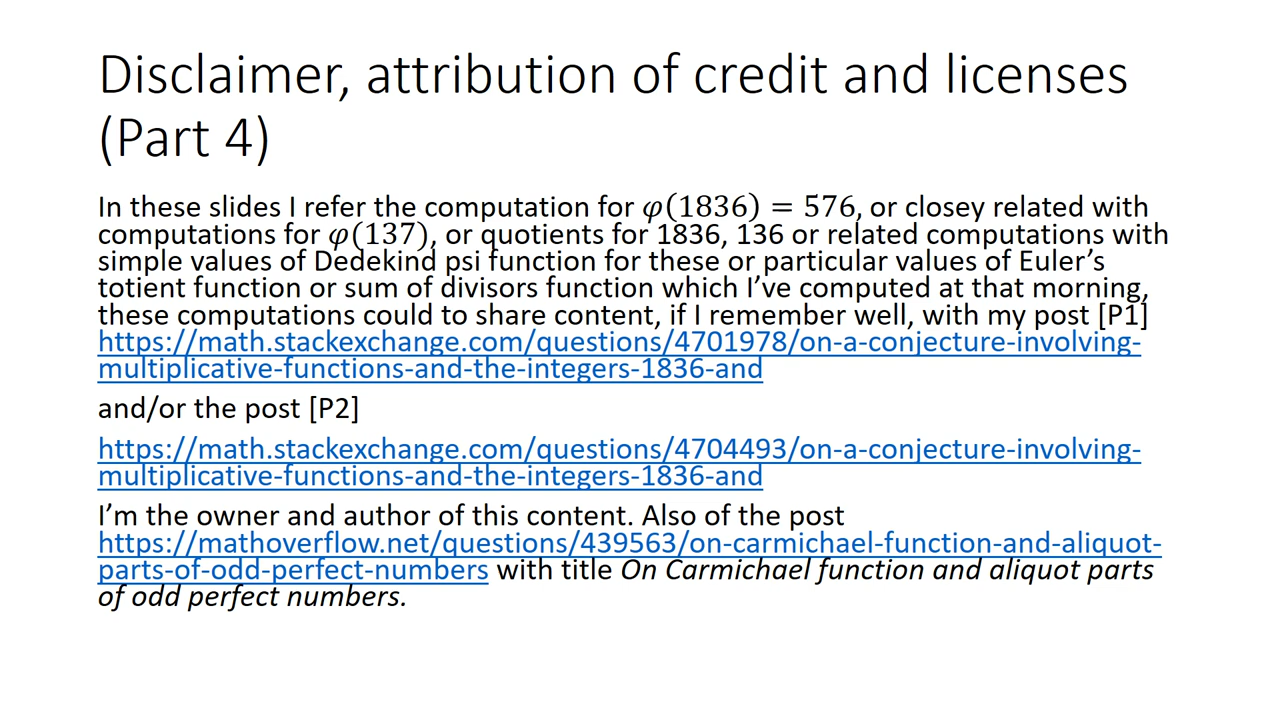 Disclaimer, attribution of credit and licenses
(Part 4)
In these slides I refer the computation for φ(1836) = 576, or closey related with
computations for φ(137), or quotients for 1836, 136 or related computations with
simple values of Dedekind psi function for these or particular values of Euler’s
totient function or sum of divisors function which I’ve computed at that morning,
these computations could to share content, if I remember well, with my post [P1]
https://math.stackexchange.com/questions/4701978/on-a-conjecture-involving-
multiplicative-functions-and-the-integers-1836-and
and/or the post [P2]
https://math.stackexchange.com/questions/4704493/on-a-conjecture-involving-
multiplicative-functions-and-the-integers-1836-and
I’m the owner and author of this content. Also of the post
https://mathoverflow.net/questions/439563/on-carmichael-function-and-aliquot-
parts-of-odd-perfect-numbers with title On Carmichael function and aliquot parts
of odd perfect numbers.